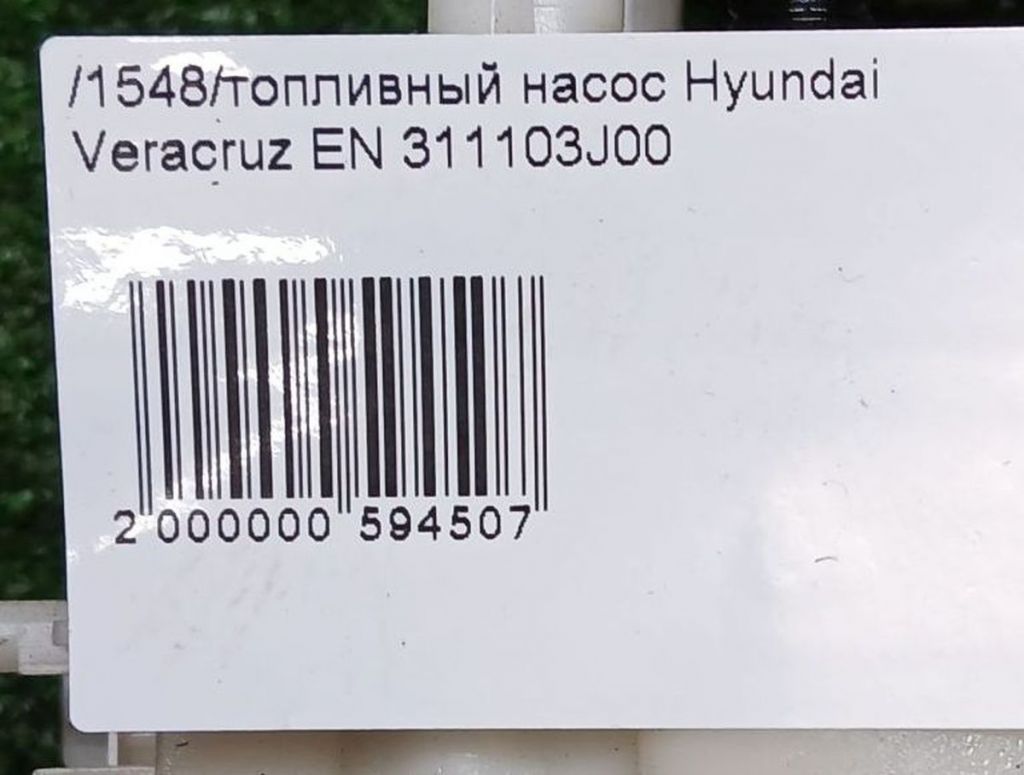 /1548/топливный насос Hyundai
Veracruz EN 311103J00
2 000000 594507